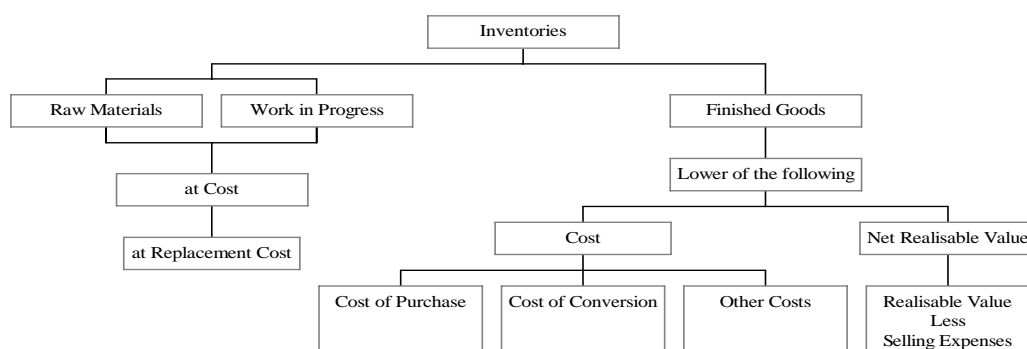 Inventories
Raw Materials
Work in Progress
Finished Goods
Lower of the following
at Cost
Cost
Net Realisable Value
at Replacement Cost
Cost of Purchase
Cost of Conversion
Other Costs
Realisable Value
Less
Selling Expenses